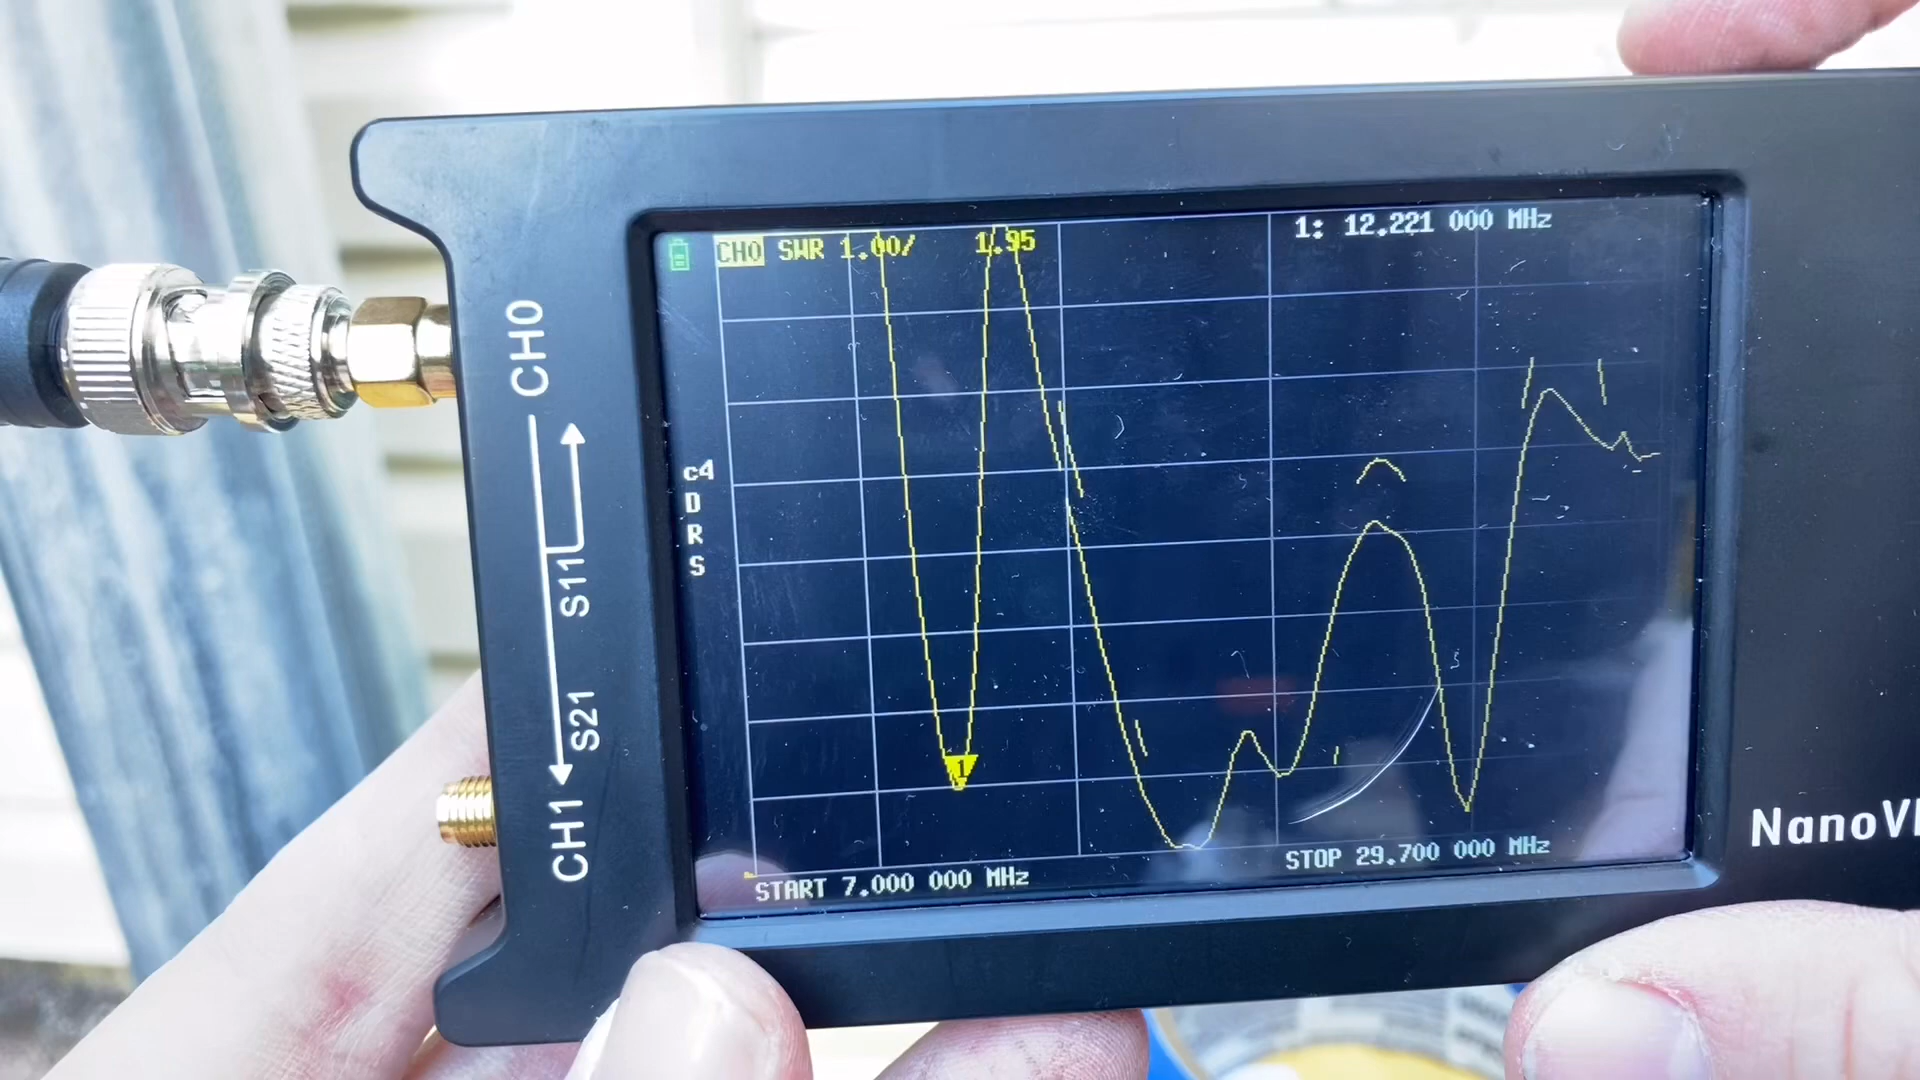 CH0 SWR 1.00/ 1.95
1: 12.221 000 MHz
c4
D
R
S
1
START 7.000 000 MHz
STOP 29.700 000 MHz
CH0
S11
S21
CH1
NanoV